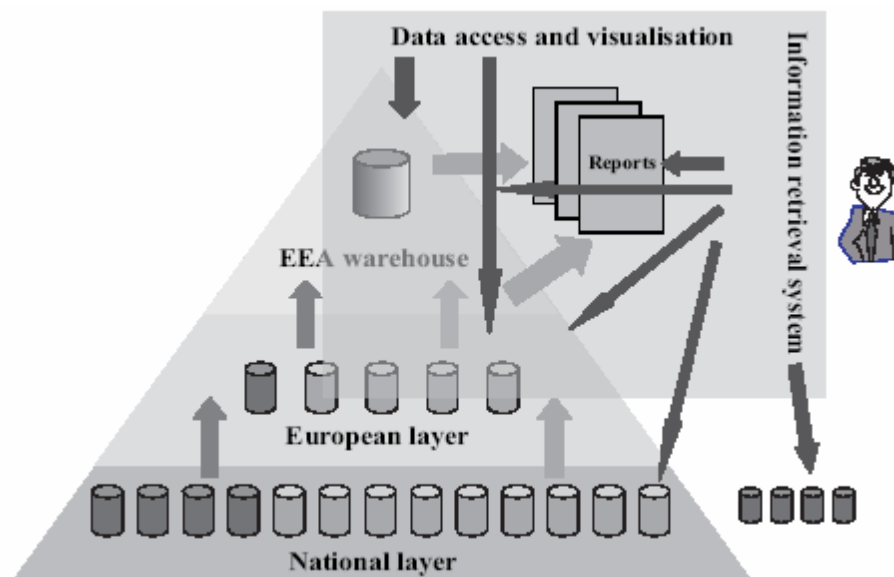 Data access and visualisation
Information retrieval system
Reports
EEA warehouse
European layer
National layer